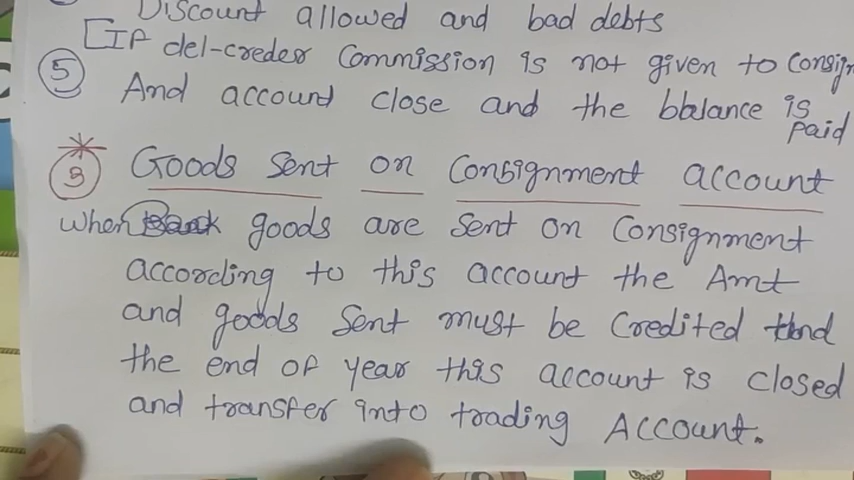 Discount allowed and bad debts
[IF del-creder Commission is not given to Consign
5 And account close and the bbalance is
paid
3 Goods Sent on Consignment account
When goods are Sent on Consignment
according to this account the Amt
and goods Sent must be Credited
the end of year this account is closed
and transfer into trading Account.